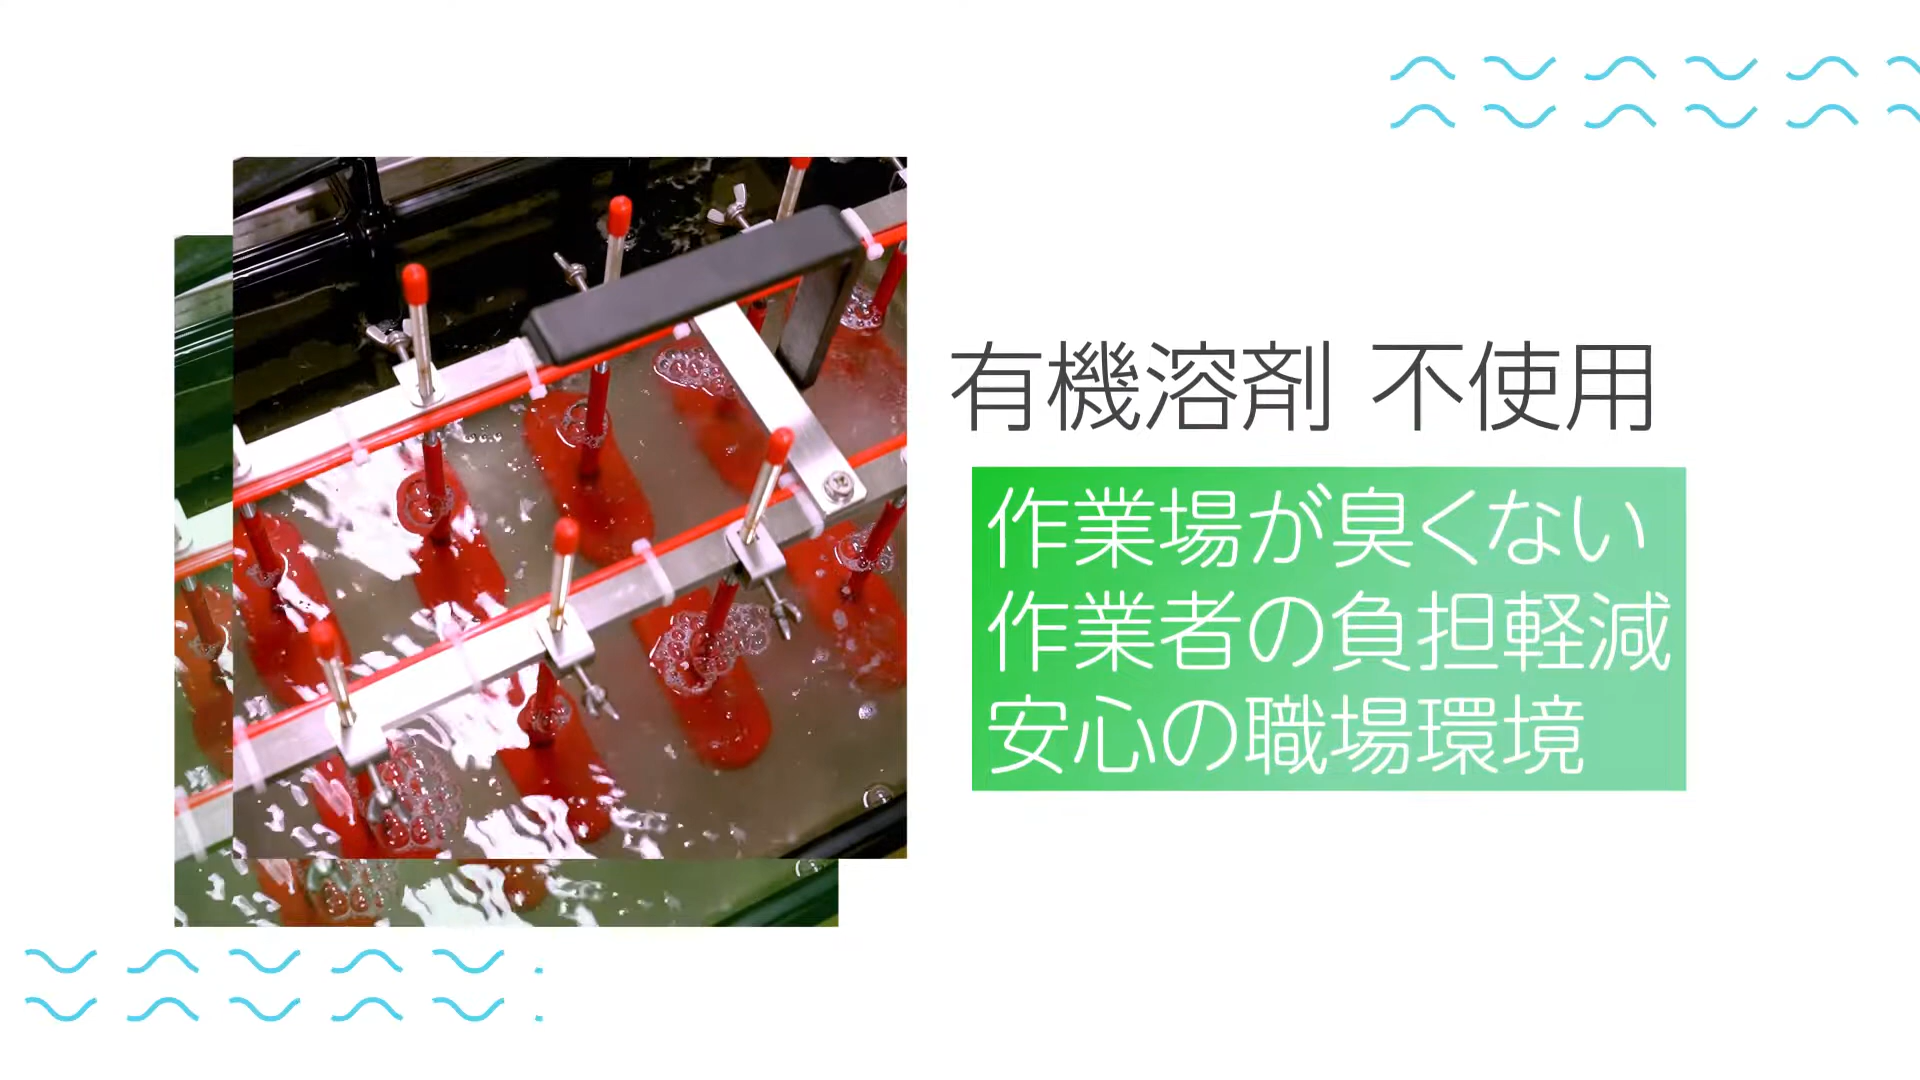 有機溶剤 不使用
作業場が臭くない
作業者の負担軽減
安心の職場環境